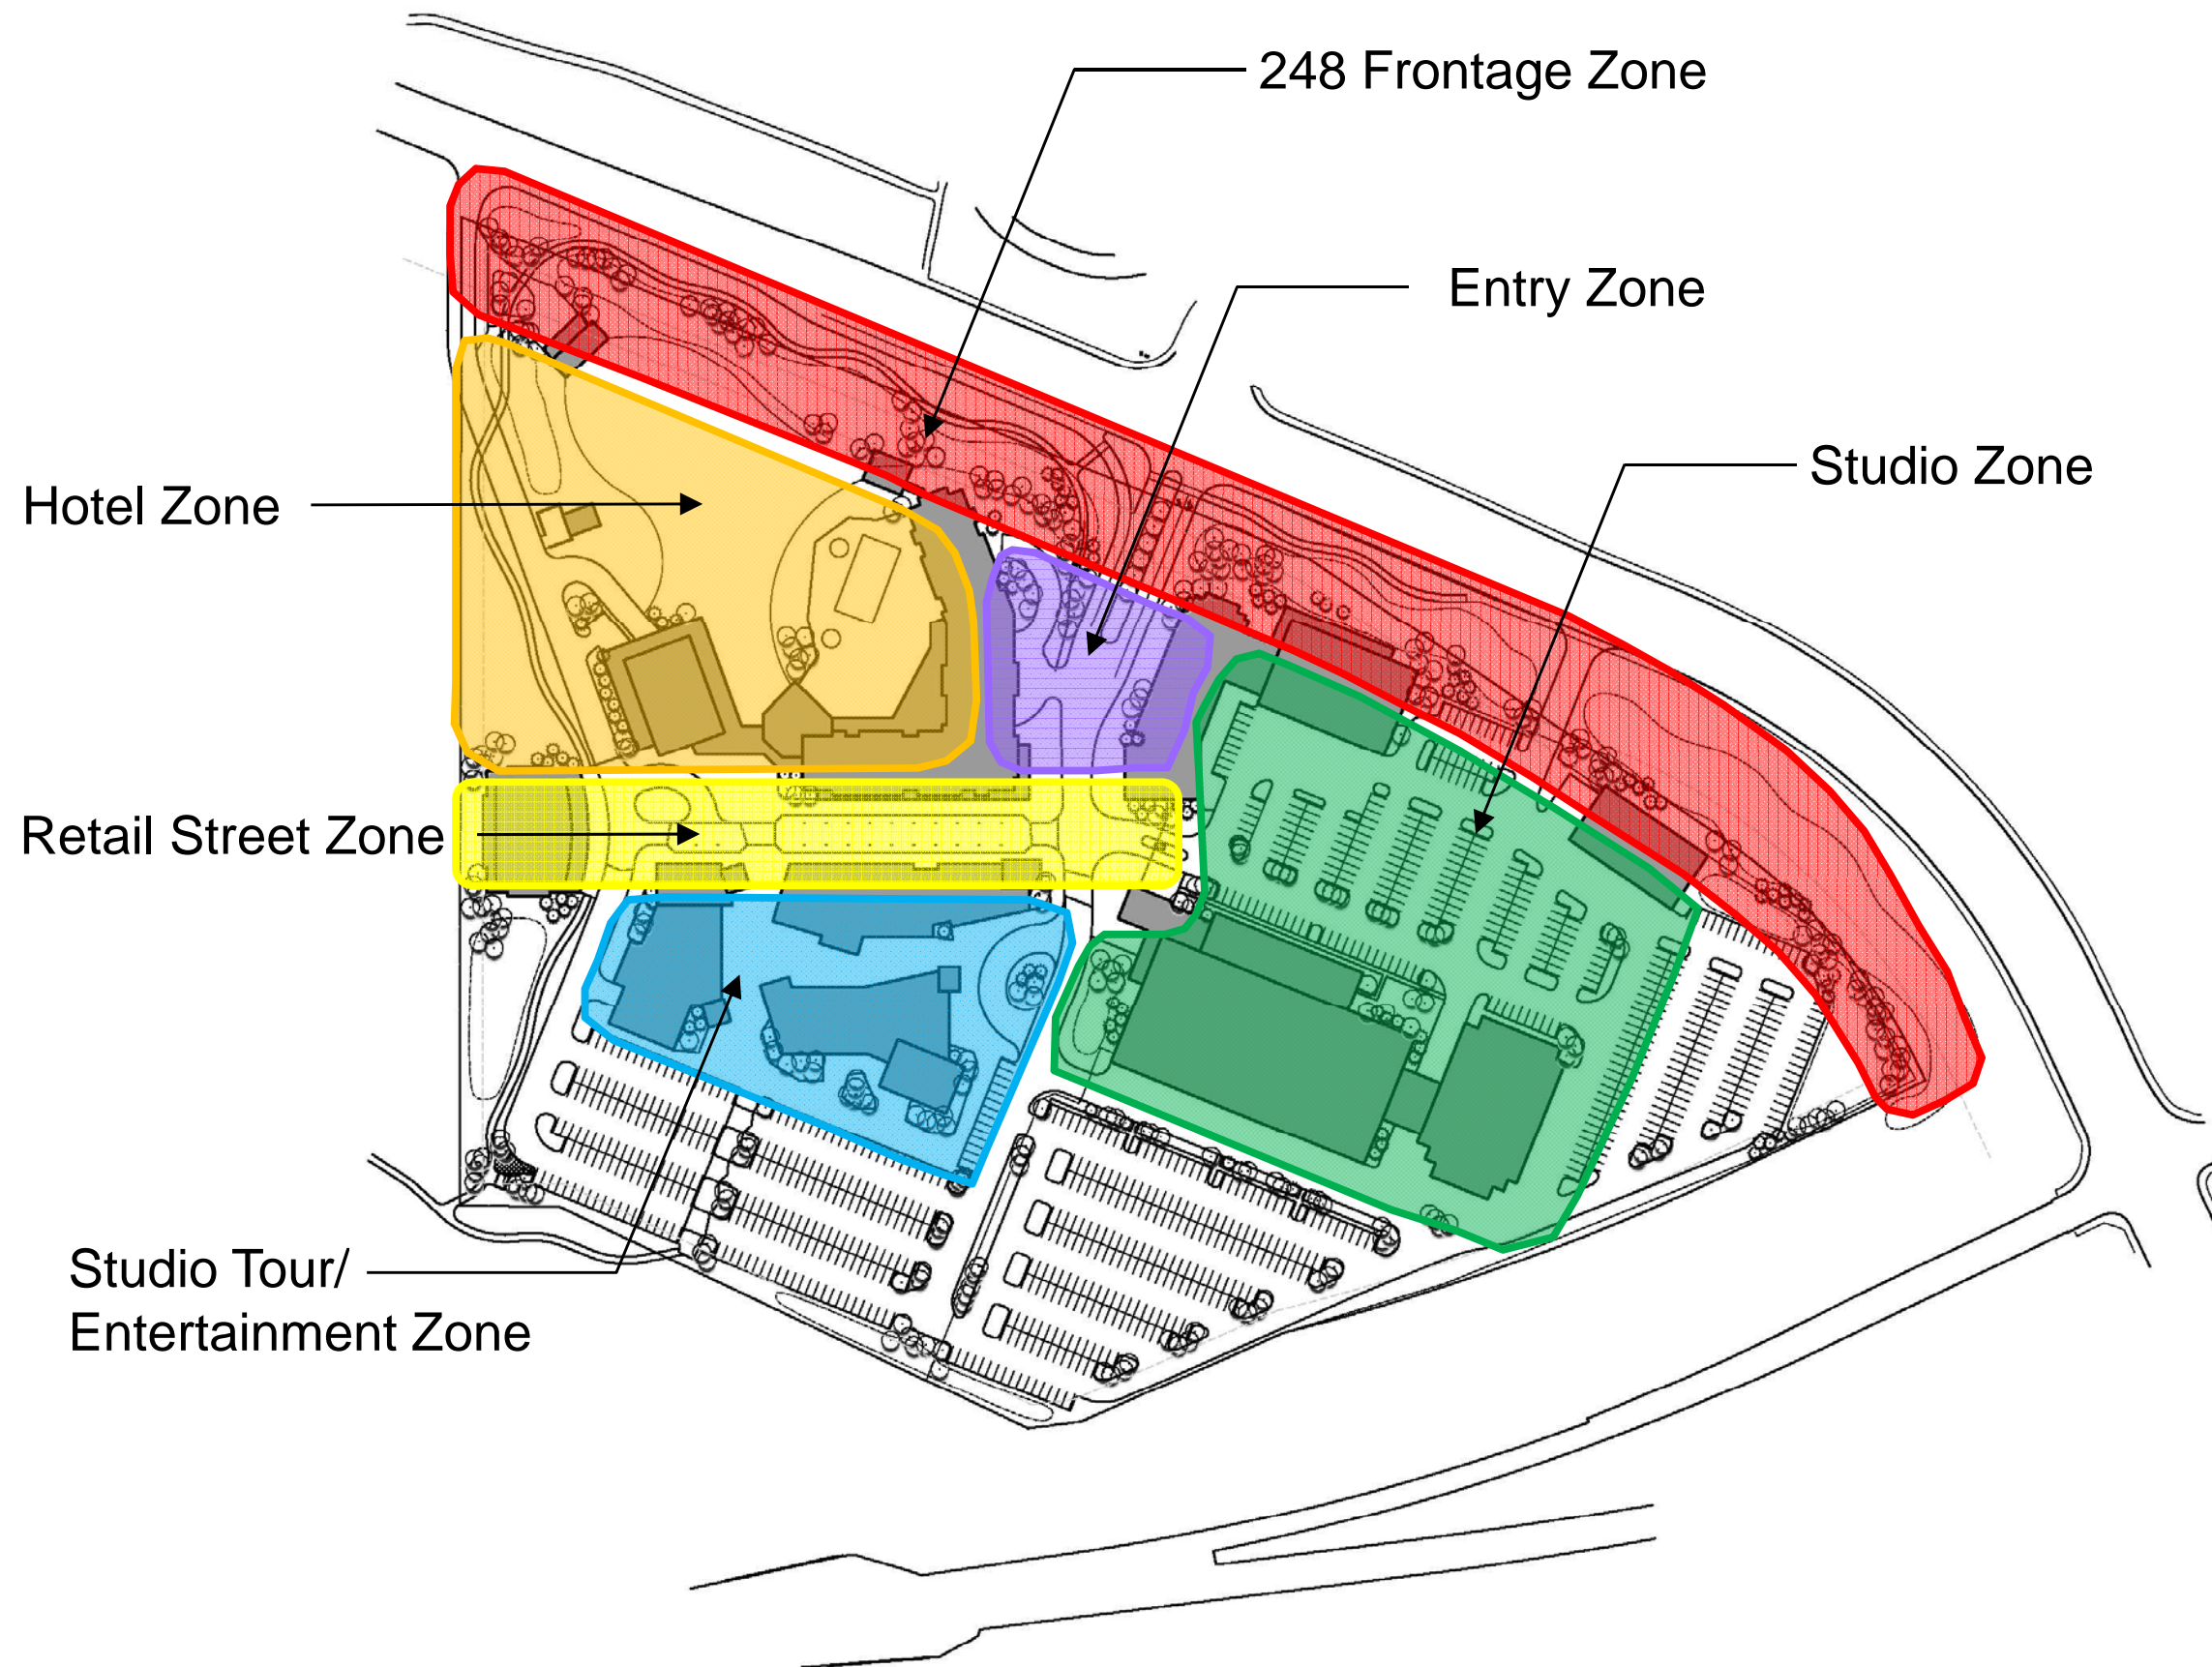 248 Frontage Zone
Entry Zone
Studio Zone
Hotel Zone
Retail Street Zone
Studio Tour/
Entertainment Zone